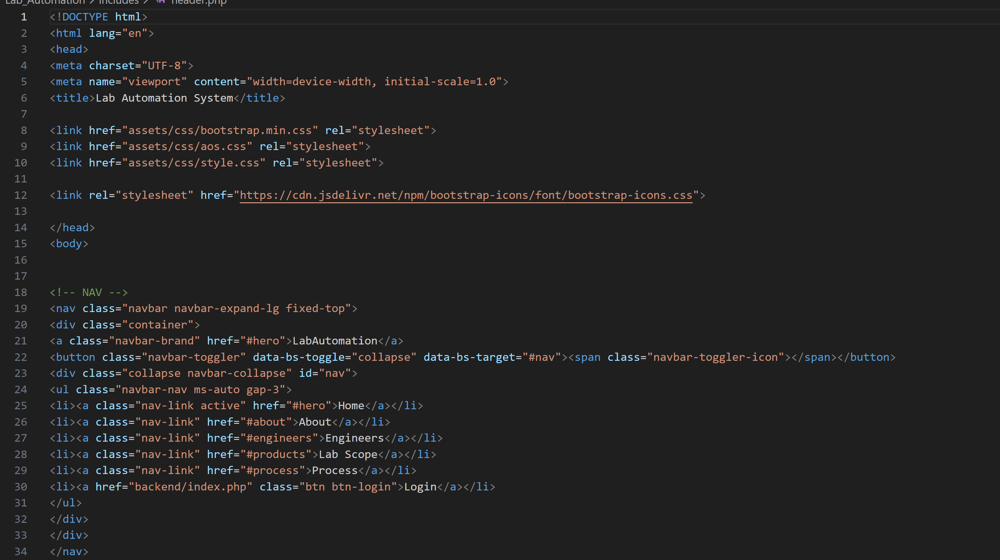 Lab_Automation > includes > header.php
1 <!DOCTYPE html>
2 <html lang="en">
3 <head>
4 <meta charset="UTF-8">
5 <meta name="viewport" content="width=device-width, initial-scale=1.0">
6 <title>Lab Automation System</title>
7
8 <link href="assets/css/bootstrap.min.css" rel="stylesheet">
9 <link href="assets/css/aos.css" rel="stylesheet">
10 <link href="assets/css/style.css" rel="stylesheet">
11
12 <link rel="stylesheet" href="https://cdn.jsdelivr.net/npm/bootstrap-icons/font/bootstrap-icons.css">
13
14 </head>
15 <body>
16
17
18 <!-- NAV -->
19 <nav class="navbar navbar-expand-lg fixed-top">
20 <div class="container">
21 <a class="navbar-brand" href="#hero">LabAutomation</a>
22 <button class="navbar-toggler" data-bs-toggle="collapse" data-bs-target="#nav"><span class="navbar-toggler-icon"></span></button>
23 <div class="collapse navbar-collapse" id="nav">
24 <ul class="navbar-nav ms-auto gap-3">
25 <li><a class="nav-link active" href="#hero">Home</a></li>
26 <li><a class="nav-link" href="#about">About</a></li>
27 <li><a class="nav-link" href="#engineers">Engineers</a></li>
28 <li><a class="nav-link" href="#products">Lab Scope</a></li>
29 <li><a class="nav-link" href="#process">Process</a></li>
30 <li><a href="backend/index.php" class="btn btn-login">Login</a></li>
31 </ul>
32 </div>
33 </div>
34 </nav>